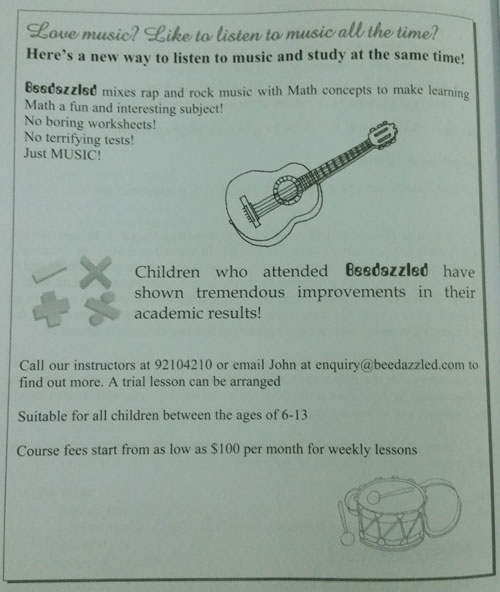 Love music? Like to listen to music all the time?
Here's a new way to listen to music and study at the same time!
Beedazzled mixes rap and rock music with Math concepts to make learning
Math a fun and interesting subject!
No boring worksheets!
No terrifying tests!
Just MUSIC!
Children who attended Beedazzled have
shown tremendous improvements in their
academic results!
Call our instructors at 92104210 or email John at enquiry@beedazzled.com to
find out more. A trial lesson can be arranged
Suitable for all children between the ages of 6-13
Course fees start from as low as $100 per month for weekly lessons